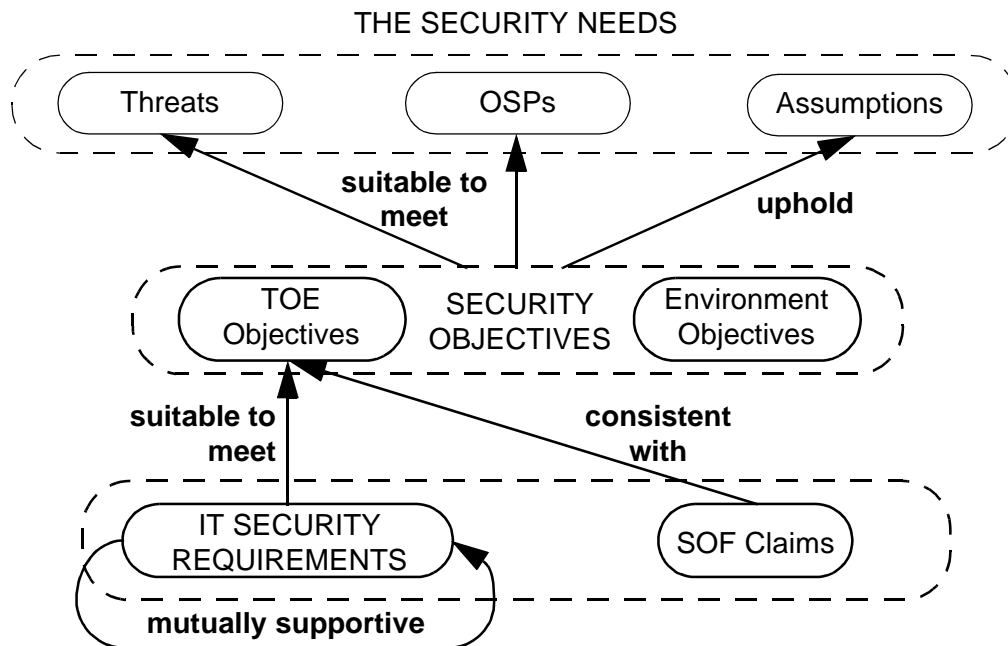 THE SECURITY NEEDS
Threats
OSPs
Assumptions
suitable to
meet
uphold
TOE
Objectives
SECURITY
OBJECTIVES
Environment
Objectives
suitable to
meet
consistent
with
IT SECURITY
REQUIREMENTS
SOF Claims
mutually supportive